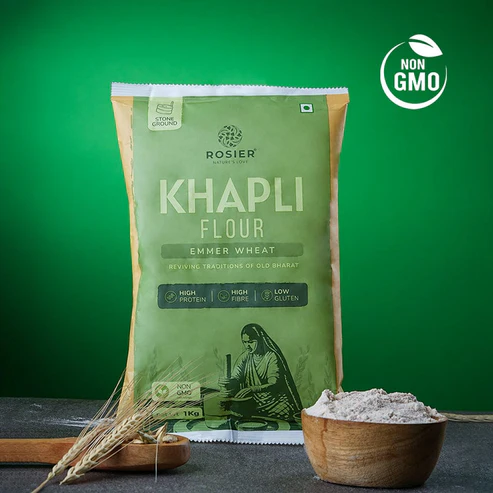 NON
GMO
STONE
GROUND
ROSIER
NATURE'S LOVE
KHAPLI
FLOUR
EMMER WHEAT
REVIVING TRADITIONS OF OLD BHARAT
HIGH
PROTEIN
HIGH
FIBRE
LOW
GLUTEN
NON
GMO
1Kg